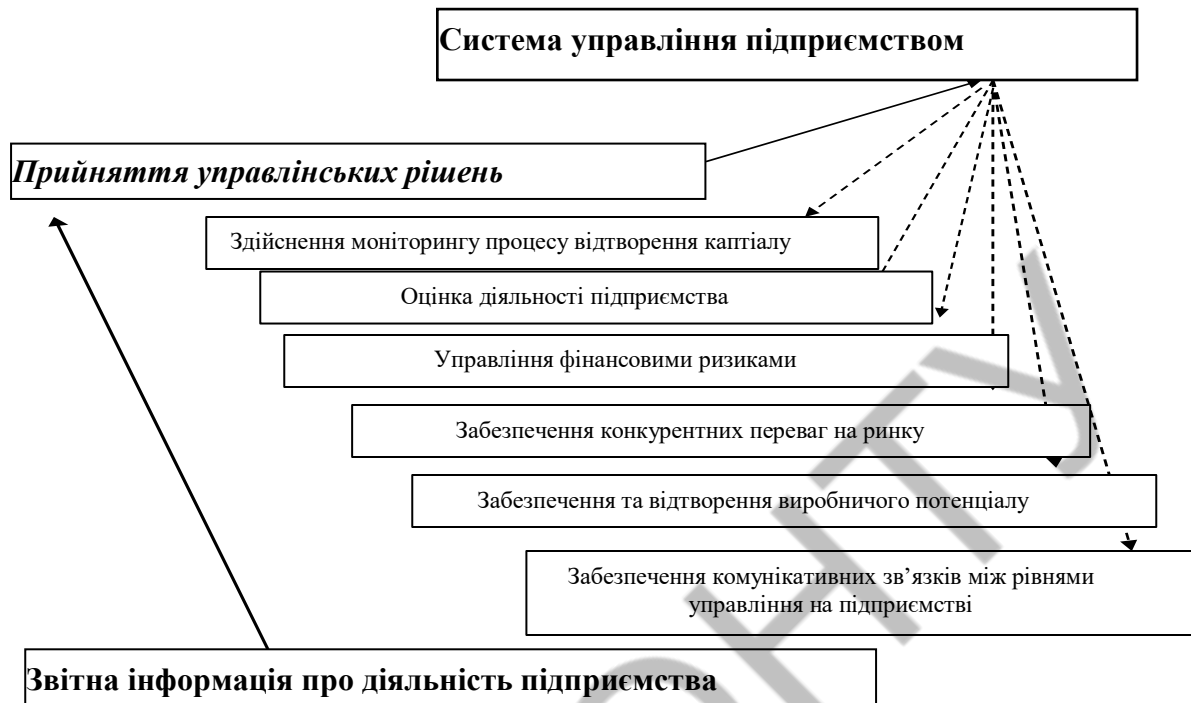 Система управління підприємством
Прийняття управлінських рішень
Здійснення моніторингу процесу відтворення каптіалу
Оцінка діяльності підприємства
Управління фінансовими ризиками
Забезпечення конкурентних переваг на ринку
Забезпечення та відтворення виробничого потенціалу
Забезпечення комунікативних зв’язків між рівнями
управління на підприємстві
Звітна інформація про діяльність підприємства
ОНТУ